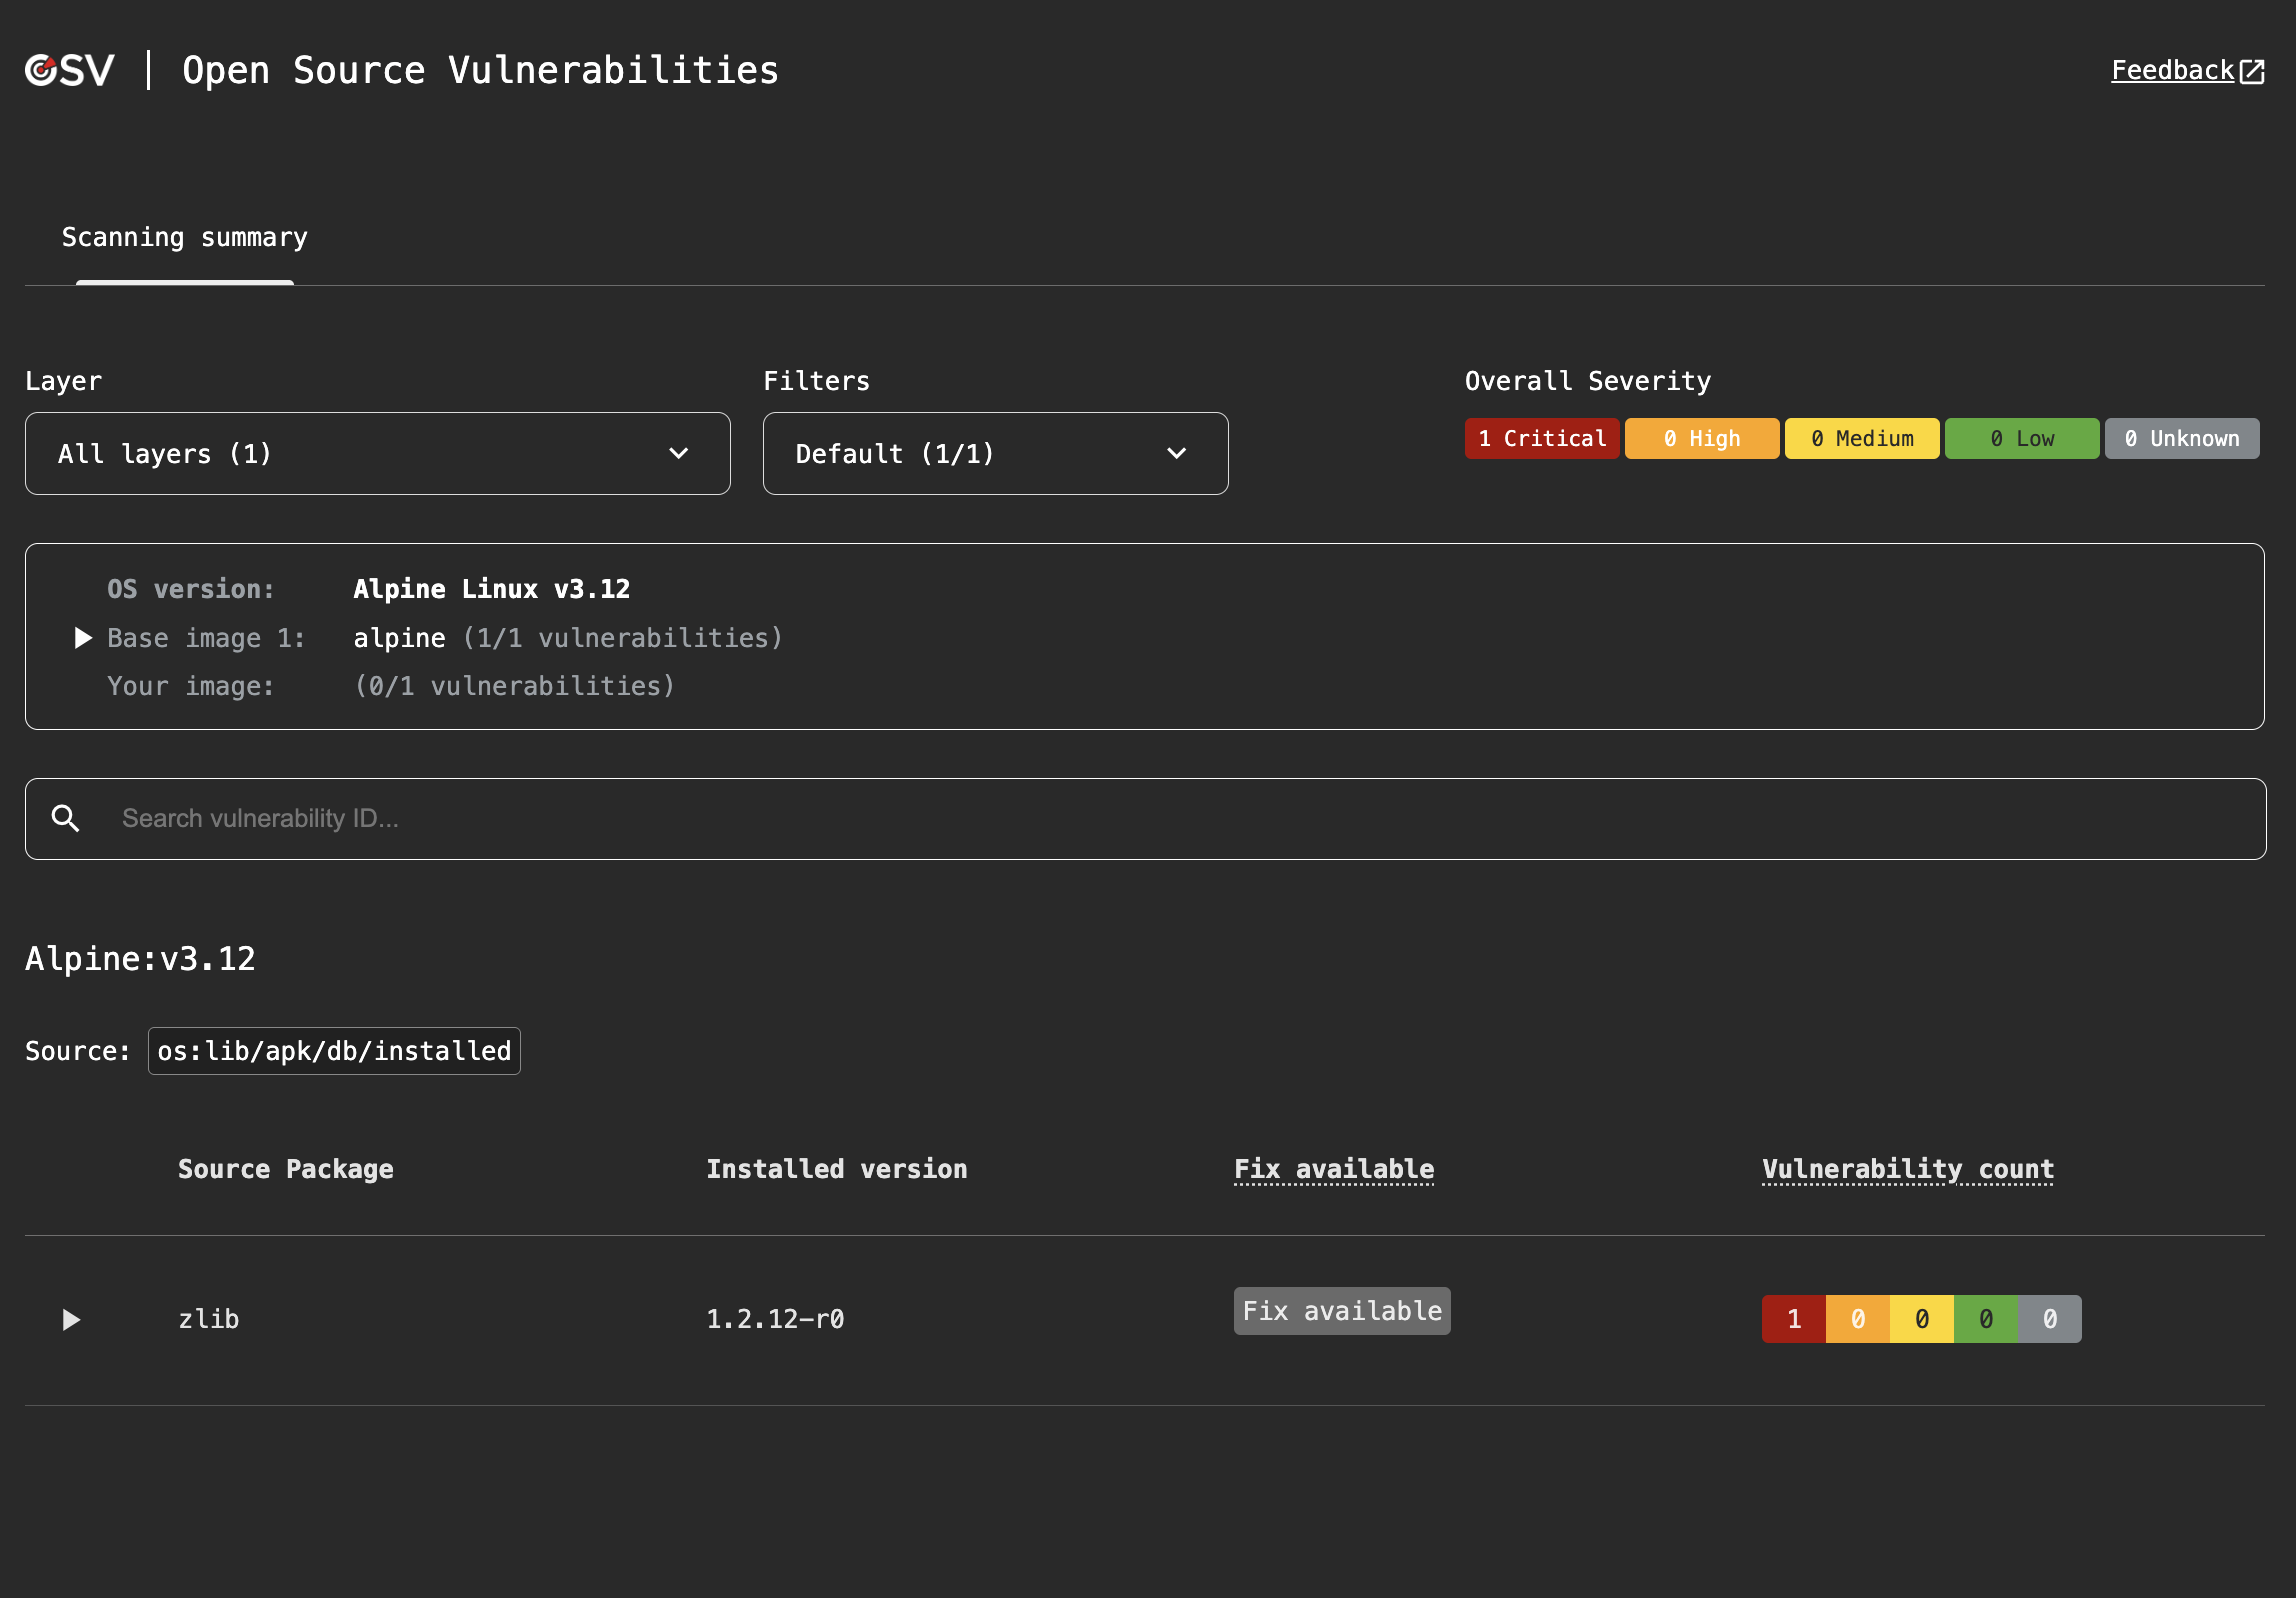 OSV | Open Source Vulnerabilities
Feedback
Scanning summary
Layer
Filters
Overall Severity
All layers (1)
Default (1/1)
1 Critical
0 High
0 Medium
0 Low
0 Unknown
OS version: Alpine Linux v3.12
Base image 1: alpine (1/1 vulnerabilities)
Your image: (0/1 vulnerabilities)
Search vulnerability ID...
Alpine:v3.12
Source: os:lib/apk/db/installed
Source Package Installed version Fix available Vulnerability count
zlib 1.2.12-r0 Fix available 1 0 0 0 0